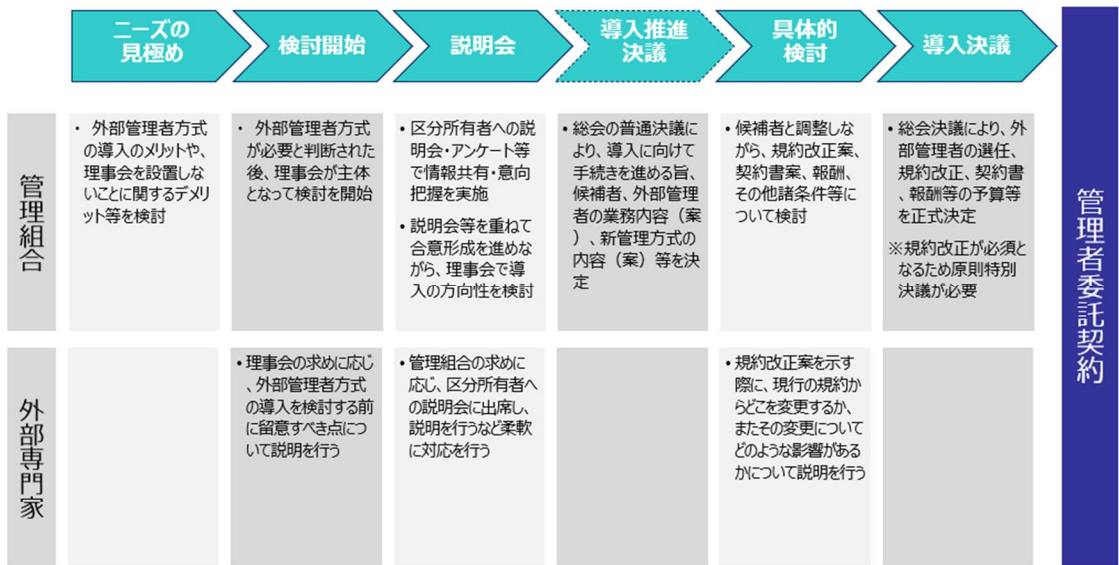 ニーズの
見極め
検討開始
説明会
導入推進
決議
具体的
検討
導入決議
管理組合
・ 外部管理者方式
の導入のメリットや、
理事会を設置しな
いことに関するデメリ
ット等を検討
・ 外部管理者方式
が必要と判断された
後、理事会が主体
となって検討を開始
• 区分所有者への説
明会・アンケート等
で情報共有・意向
把握を実施
• 説明会等を重ねて
合意形成を進めな
がら、理事会で導
入の方向性を検討
• 総会の普通決議に
より、導入に向けて
手続きを進める旨、
候補者、外部管理
者の業務内容（案
）、新管理方式の
内容（案）等を決
定
• 候補者と調整しな
がら、規約改正案、
契約書案、報酬、
その他諸条件等に
ついて検討
• 総会決議により、外
部管理者の選任、
規約改正、契約書
、報酬等の予算等
を正式決定
※規約改正が必須と
なるため原則特別
決議が必要
外部専門家
• 理事会の求めに応じ
、外部管理者方式
の導入を検討する前
に留意すべき点につ
いて説明を行う
• 管理組合の求めに
応じ、区分所有者へ
の説明会に出席し、
説明を行うなど柔軟
に対応を行う
• 規約改正案を示す
際に、現行の規約か
らどこを変更するか、
またその変更について
どのような影響がある
かについて説明を行う
管理者委託契約